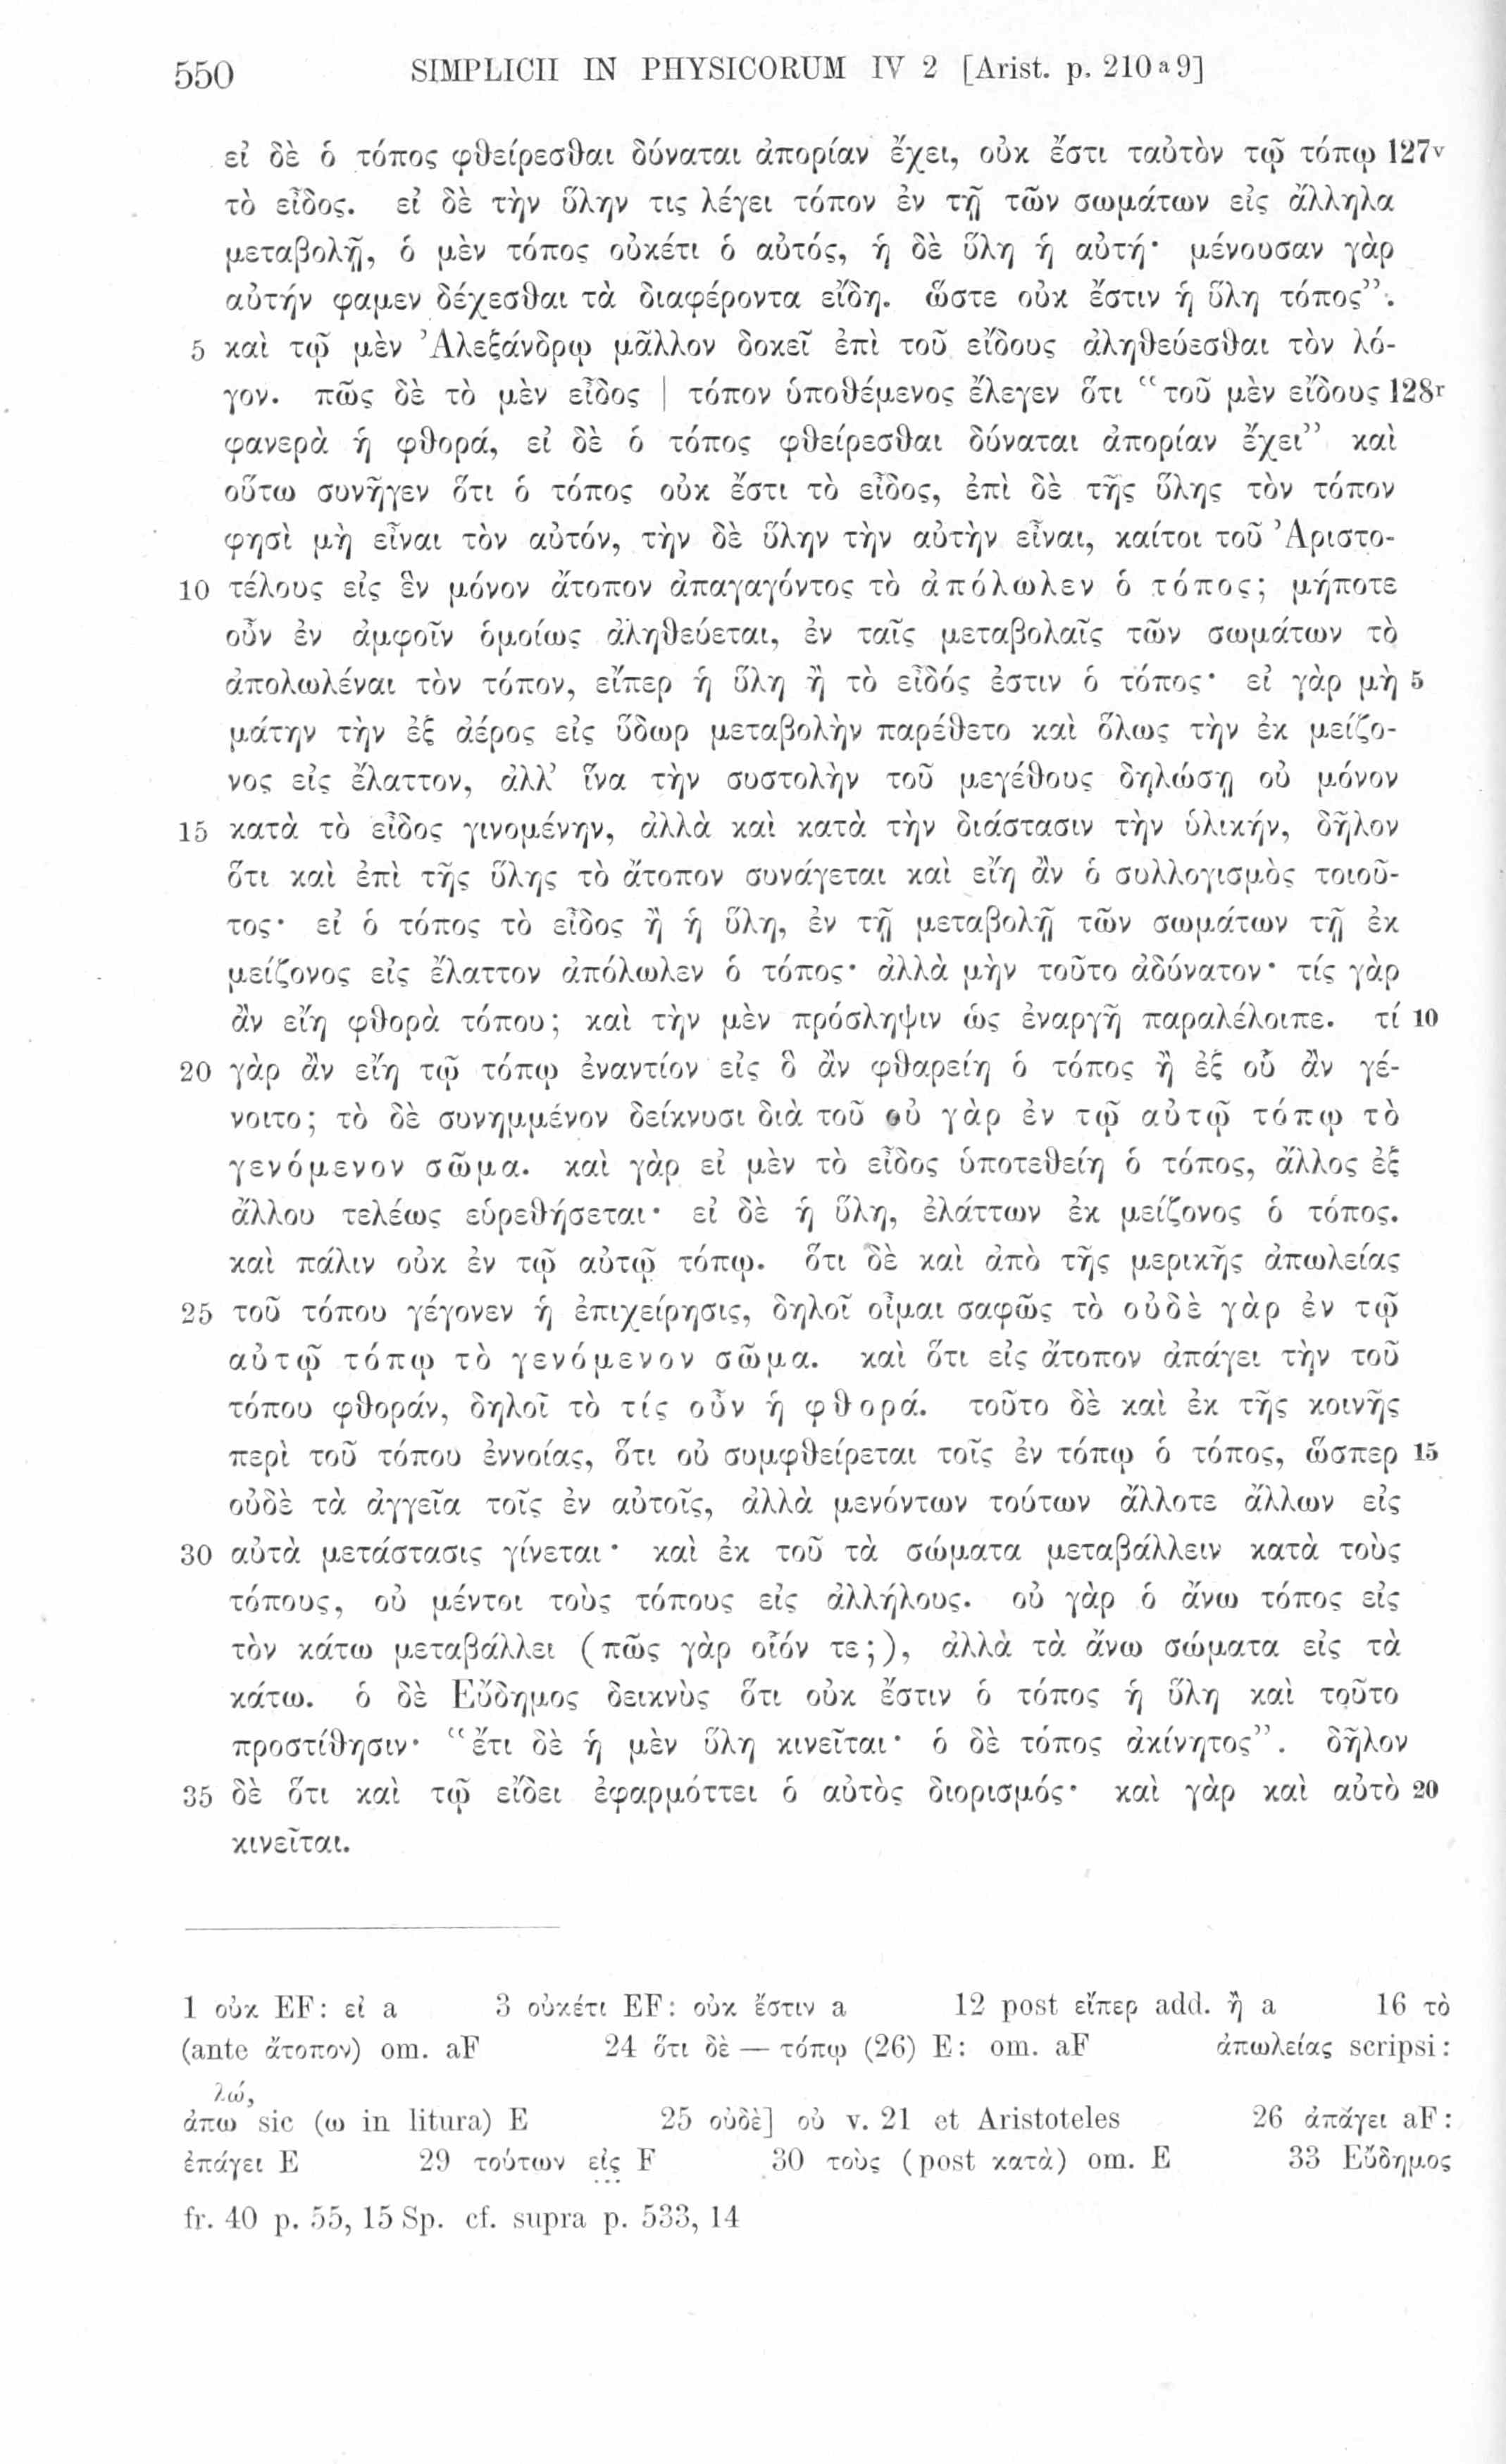 550 SIMPLICII IN PHYSICORUM IV 2 [Arist. p. 210 a 9]
εἰ δὲ ὁ τόπος φθείρεσθαι δύναται ἀπορίαν ἔχει, οὐκ ἔστι ταὐτὸν τῷ τόπῳ 127v
τὸ εἶδος. εἰ δὲ τὴν ὕλην τις λέγει τόπον ἐν τῇ τῶν σωμάτων εἰς ἄλληλα
μεταβολῇ, ὁ μὲν τόπος οὐκέτι ὁ αὐτός, ἡ δὲ ὕλη ἡ αὐτή· μένουσαν γὰρ
αὐτήν φαμεν δέχεσθαι τὰ διαφέροντα εἴδη. ὥστε οὐκ ἔστιν ἡ ὕλη τόπος”.
5 καὶ τῷ μὲν Ἀλεξάνδρῳ μᾶλλον δοκεῖ ἐπὶ τοῦ εἴδους ἀληθεύεσθαι τὸν λό-
γον. πῶς δὲ τὸ μὲν εἶδος | τόπον ὑποθέμενος ἔλεγεν ὅτι “τοῦ μὲν εἴδους 128r
φανερὰ ἡ φθορά, εἰ δὲ ὁ τόπος φθείρεσθαι δύναται ἀπορίαν ἔχει” καὶ
οὕτω συνῆγεν ὅτι ὁ τόπος οὐκ ἔστι τὸ εἶδος, ἐπὶ δὲ τῆς ὕλης τὸν τόπον
φησὶ μὴ εἶναι τὸν αὐτόν, τὴν δὲ ὕλην τὴν αὐτὴν εἶναι, καίτοι τοῦ Ἀριστο-
10 τέλους εἰς ἓν μόνον ἄτοπον ἀπαγαγόντος τὸ ἀπόλωλεν ὁ τόπος; μήποτε
οὖν ἐν ἀμφοῖν ὁμοίως ἀληθεύεται, ἐν ταῖς μεταβολαῖς τῶν σωμάτων τὸ
ἀπολωλέναι τὸν τόπον, εἴπερ ἡ ὕλη ἢ τὸ εἶδός ἐστιν ὁ τόπος· εἰ γὰρ μὴ 5
μάτην τὴν ἐξ ἀέρος εἰς ὕδωρ μεταβολὴν παρέθετο καὶ ὅλως τὴν ἐκ μείζο-
νος εἰς ἔλαττον, ἀλλ’ ἵνα τὴν συστολὴν τοῦ μεγέθους δηλώσῃ οὐ μόνον
15 κατὰ τὸ εἶδος γινομένην, ἀλλὰ καὶ κατὰ τὴν διάστασιν τὴν ὑλικήν, δῆλον
ὅτι καὶ ἐπὶ τῆς ὕλης τὸ ἄτοπον συνάγεται καὶ εἴη ἂν ὁ συλλογισμὸς τοιοῦ-
τος· εἰ ὁ τόπος τὸ εἶδος ἢ ἡ ὕλη, ἐν τῇ μεταβολῇ τῶν σωμάτων τῇ ἐκ
μείζονος εἰς ἔλαττον ἀπόλωλεν ὁ τόπος· ἀλλὰ μὴν τοῦτο ἀδύνατον· τίς γὰρ
ἂν εἴη φθορὰ τόπου; καὶ τὴν μὲν πρόσληψιν ὡς ἐναργῆ παραλέλοιπε. τί 10
20 γὰρ ἂν εἴη τῷ τόπῳ ἐναντίον εἰς ὃ ἂν φθαρείη ὁ τόπος ἢ ἐξ οὗ ἂν γέ-
νοιτο; τὸ δὲ συνημμένον δείκνυσι διὰ τοῦ οὐ γὰρ ἐν τῷ αὐτῷ τόπῳ τὸ
γενόμενον σῶμα. καὶ γὰρ εἰ μὲν τὸ εἶδος ὑποτεθείη ὁ τόπος, ἄλλος ἐξ
ἄλλου τελέως εὑρεθήσεται· εἰ δὲ ἡ ὕλη, ἐλάττων ἐκ μείζονος ὁ τόπος.
καὶ πάλιν οὐκ ἐν τῷ αὐτῷ τόπῳ. ὅτι δὲ καὶ ἀπὸ τῆς μερικῆς ἀπωλείας
25 τοῦ τόπου γέγονεν ἡ ἐπιχείρησις, δηλοῖ οἶμαι σαφῶς τὸ οὐδὲ γὰρ ἐν τῷ
αὐτῷ τόπῳ τὸ γενόμενον σῶμα. καὶ ὅτι εἰς ἄτοπον ἀπάγει τὴν τοῦ
τόπου φθοράν, δηλοῖ τὸ τίς οὖν ἡ φθορά. τοῦτο δὲ καὶ ἐκ τῆς κοινῆς
περὶ τοῦ τόπου ἐννοίας, ὅτι οὐ συμφθείρεται τοῖς ἐν τόπῳ ὁ τόπος, ὥσπερ 15
οὐδὲ τὰ ἀγγεῖα τοῖς ἐν αὐτοῖς, ἀλλὰ μενόντων τούτων ἄλλοτε ἄλλων εἰς
30 αὐτὰ μετάστασις γίνεται· καὶ ἐκ τοῦ τὰ σώματα μεταβάλλειν κατὰ τοὺς
τόπους, οὐ μέντοι τοὺς τόπους εἰς ἀλλήλους. οὐ γὰρ ὁ ἄνω τόπος εἰς
τὸν κάτω μεταβάλλει (πῶς γὰρ οἷόν τε;), ἀλλὰ τὰ ἄνω σώματα εἰς τὰ
κάτω. ὁ δὲ Εὔδημος δεικνὺς ὅτι οὐκ ἔστιν ὁ τόπος ἡ ὕλη καὶ τοῦτο
προστίθησιν· “ἔτι δὲ ἡ μὲν ὕλη κινεῖται· ὁ δὲ τόπος ἀκίνητος”. δῆλον
35 δὲ ὅτι καὶ τῷ εἴδει ἐφαρμόττει ὁ αὐτὸς διορισμός· καὶ γὰρ καὶ αὐτὸ 20
κινεῖται.
1 οὐκ EF: εἰ a 3 οὐκέτι EF: οὐκ ἔστιν a 12 post εἴπερ add. ἢ a 16 τὸ
(ante ἄτοπον) om. aF 24 ὅτι δὲ — τόπῳ (26) E: om. aF ἀπωλείας scripsi:
λώ,
ἀπω sic (ω in litura) E 25 οὐδὲ] οὐ v. 21 et Aristoteles 26 ἀπάγει aF:
ἐπάγει E 29 τούτων εἰς F 30 τοὺς (post κατὰ) om. E 33 Εὔδημος
fr. 40 p. 55, 15 Sp. cf. supra p. 533, 14